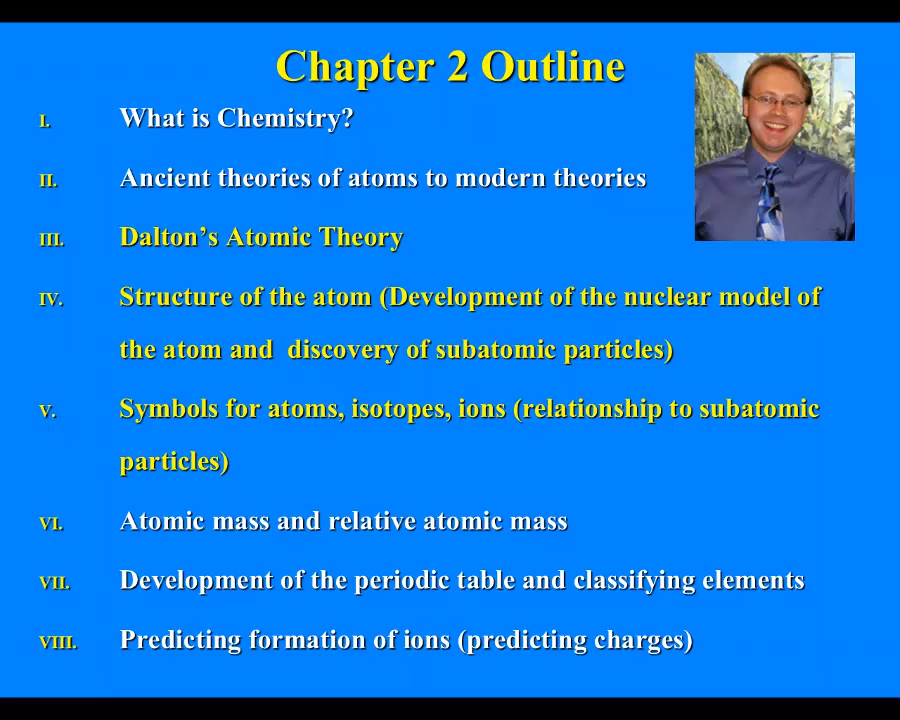 Chapter 2 Outline
I. What is Chemistry?
II. Ancient theories of atoms to modern theories
III. Dalton’s Atomic Theory
IV. Structure of the atom (Development of the nuclear model of
the atom and discovery of subatomic particles)
V. Symbols for atoms, isotopes, ions (relationship to subatomic
particles)
VI. Atomic mass and relative atomic mass
VII. Development of the periodic table and classifying elements
VIII. Predicting formation of ions (predicting charges)